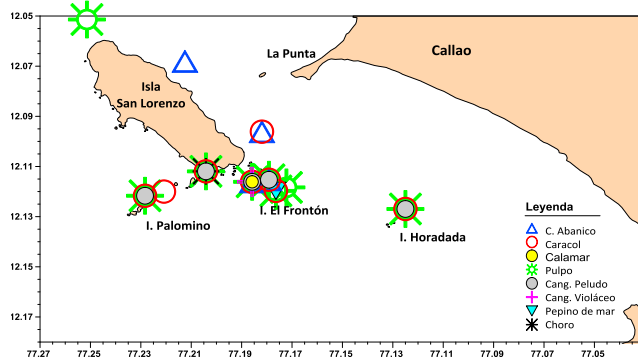 12.05
12.07
12.09
12.11
12.13
12.15
12.17
La Punta
Callao
Isla
San Lorenzo
I. El Frontón
I. Palomino
I. Horadada
Leyenda
C. Abanico
Caracol
Calamar
Pulpo
Cang. Peludo
Cang. Violáceo
Pepino de mar
Choro
77.27 77.25 77.23 77.21 77.19 77.17 77.15 77.13 77.11 77.09 77.07 77.05